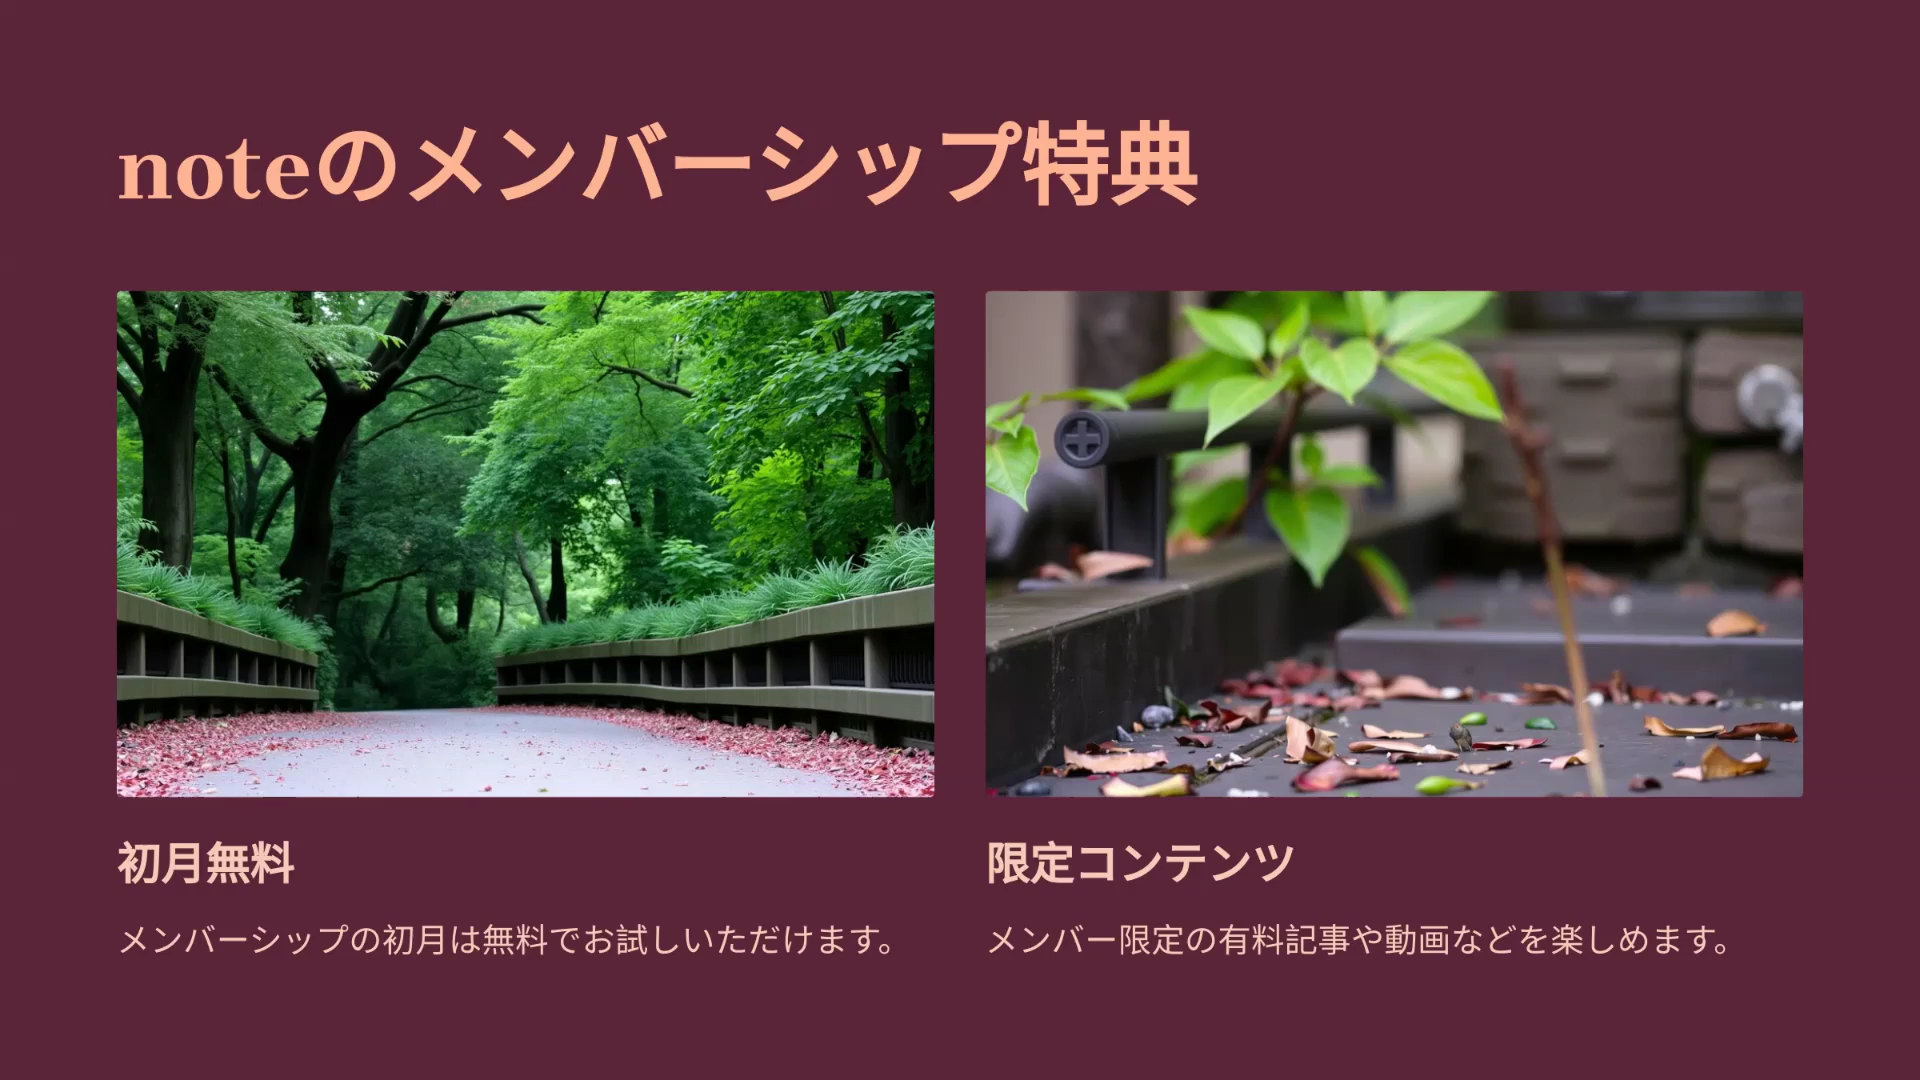 noteのメンバーシップ特典
初月無料
メンバーシップの初月は無料でお試しいただけます。
限定コンテンツ
メンバー限定の有料記事や動画などを楽しめます。